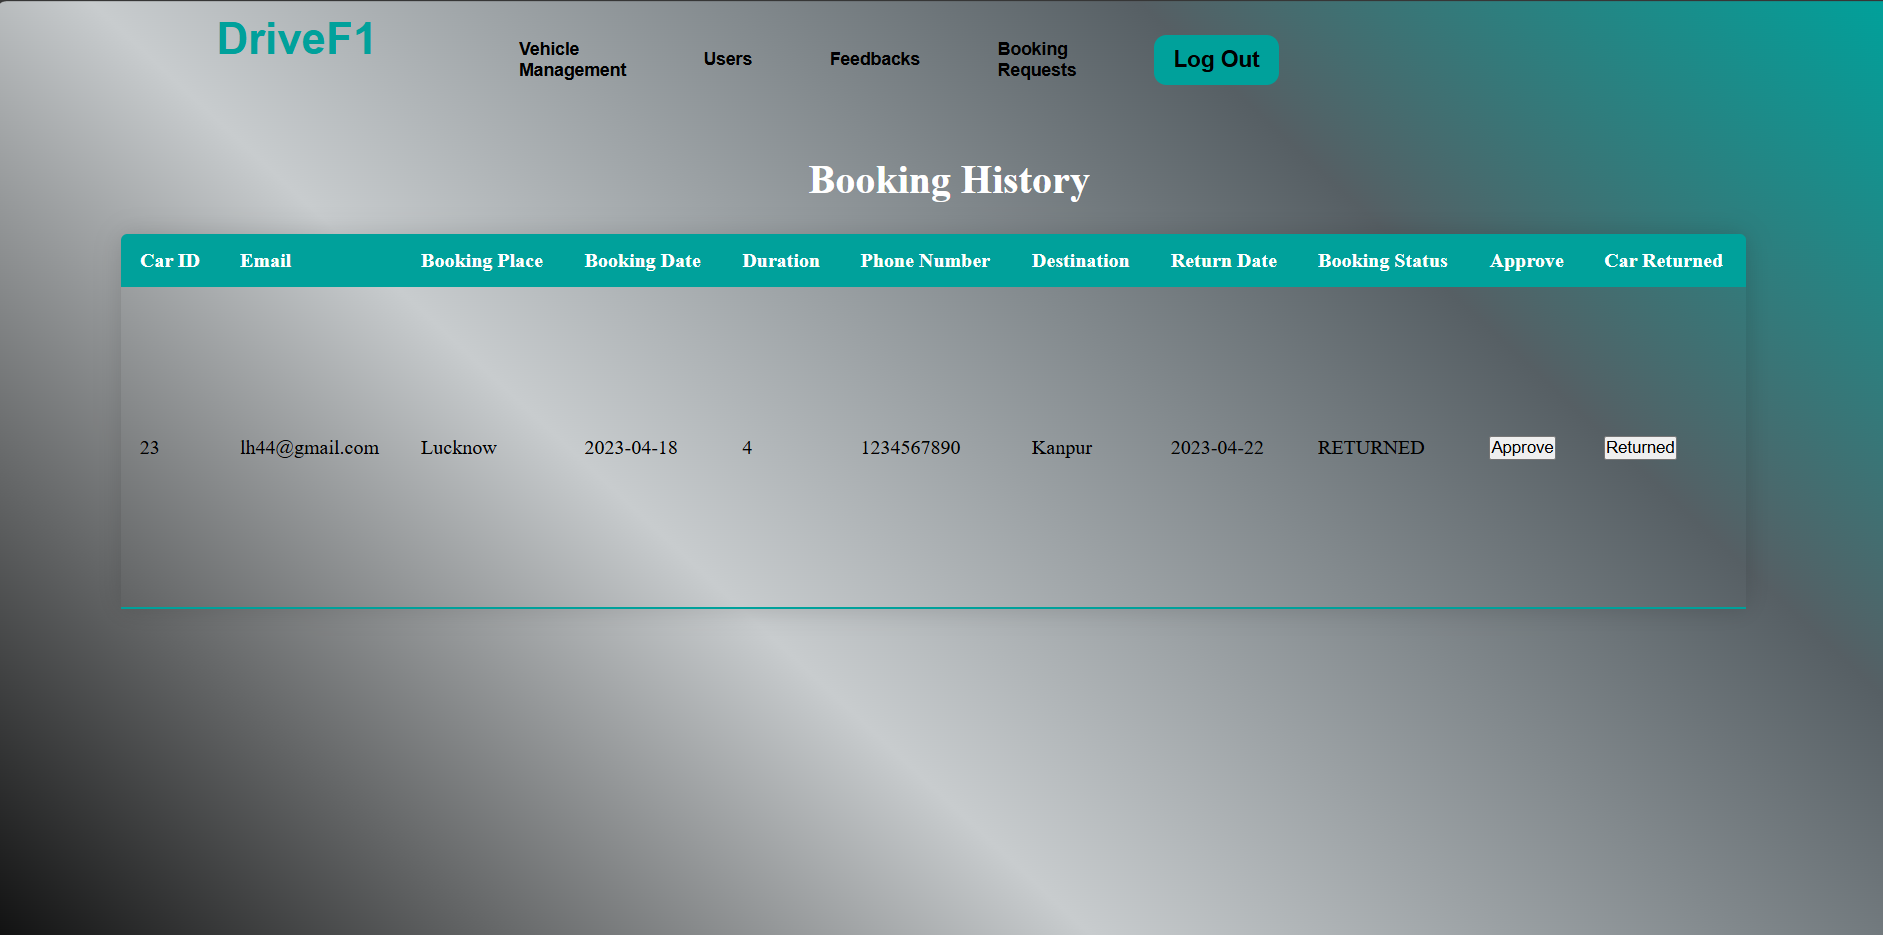 DriveF1
Vehicle
Management
Users
Feedbacks
Booking
Requests
Log Out
Booking History
Car ID Email Booking Place Booking Date Duration Phone Number Destination Return Date Booking Status Approve Car Returned
23 lh44@gmail.com Lucknow 2023-04-18 4 1234567890 Kanpur 2023-04-22 RETURNED Approve Returned